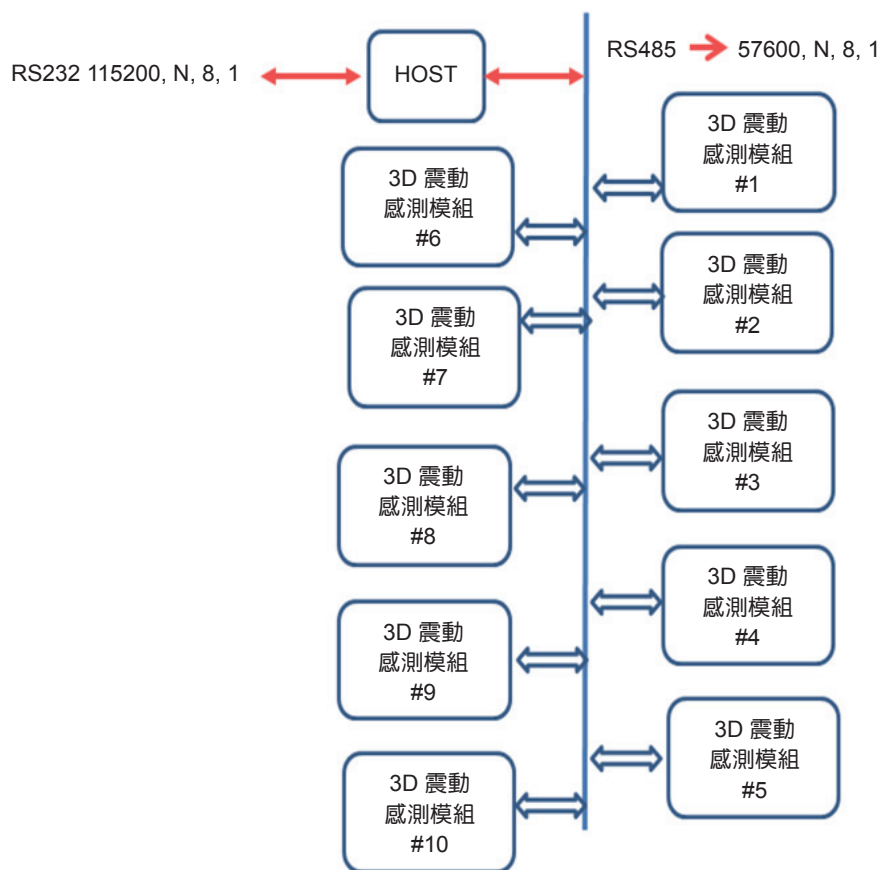 RS485 57600, N, 8, 1
RS232 115200, N, 8, 1
HOST
3D 震動
感測模組
#1
3D 震動
感測模組
#6
3D 震動
感測模組
#2
3D 震動
感測模組
#7
3D 震動
感測模組
#3
3D 震動
感測模組
#8
3D 震動
感測模組
#4
3D 震動
感測模組
#9
3D 震動
感測模組
#5
3D 震動
感測模組
#10